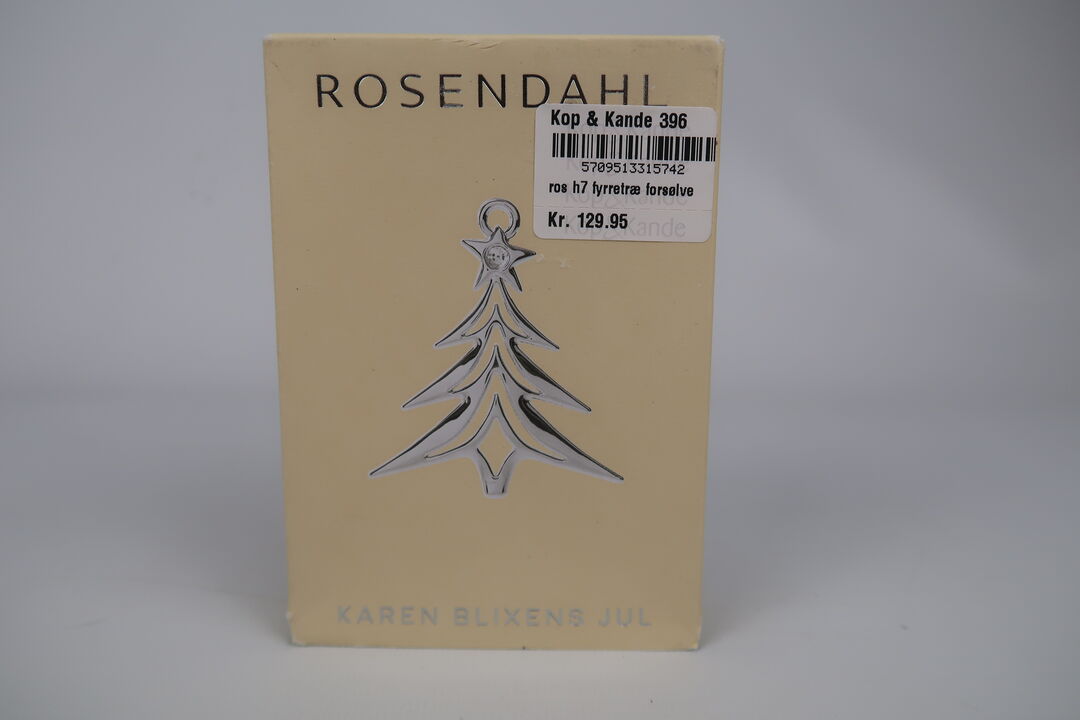 ROSENDAHL
Kop & Kande 396
5709513315742
ros h7 fyrretræ forsølve
Kr. 129.95
KAREN BLIXENS JUL